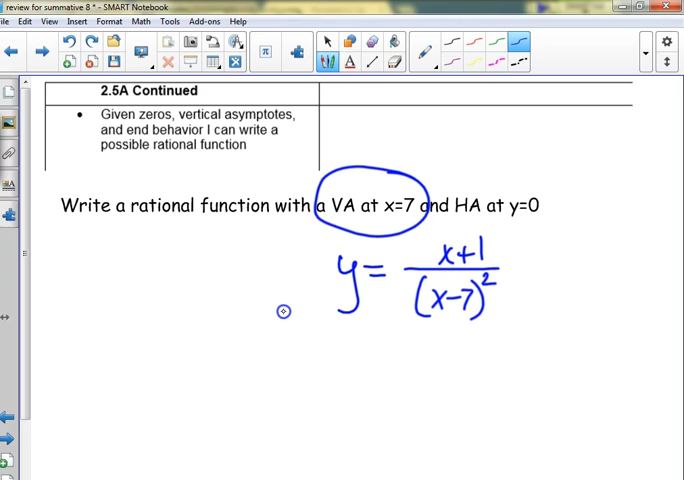 review for summative 8 * - SMART Notebook
Edit View Insert Format Math Tools Add-ons Help
2.5A Continued
• Given zeros, vertical asymptotes,
and end behavior I can write a
possible rational function
Write a rational function with a VA at x=7 and HA at y=0
y = x+1
(x-7)²